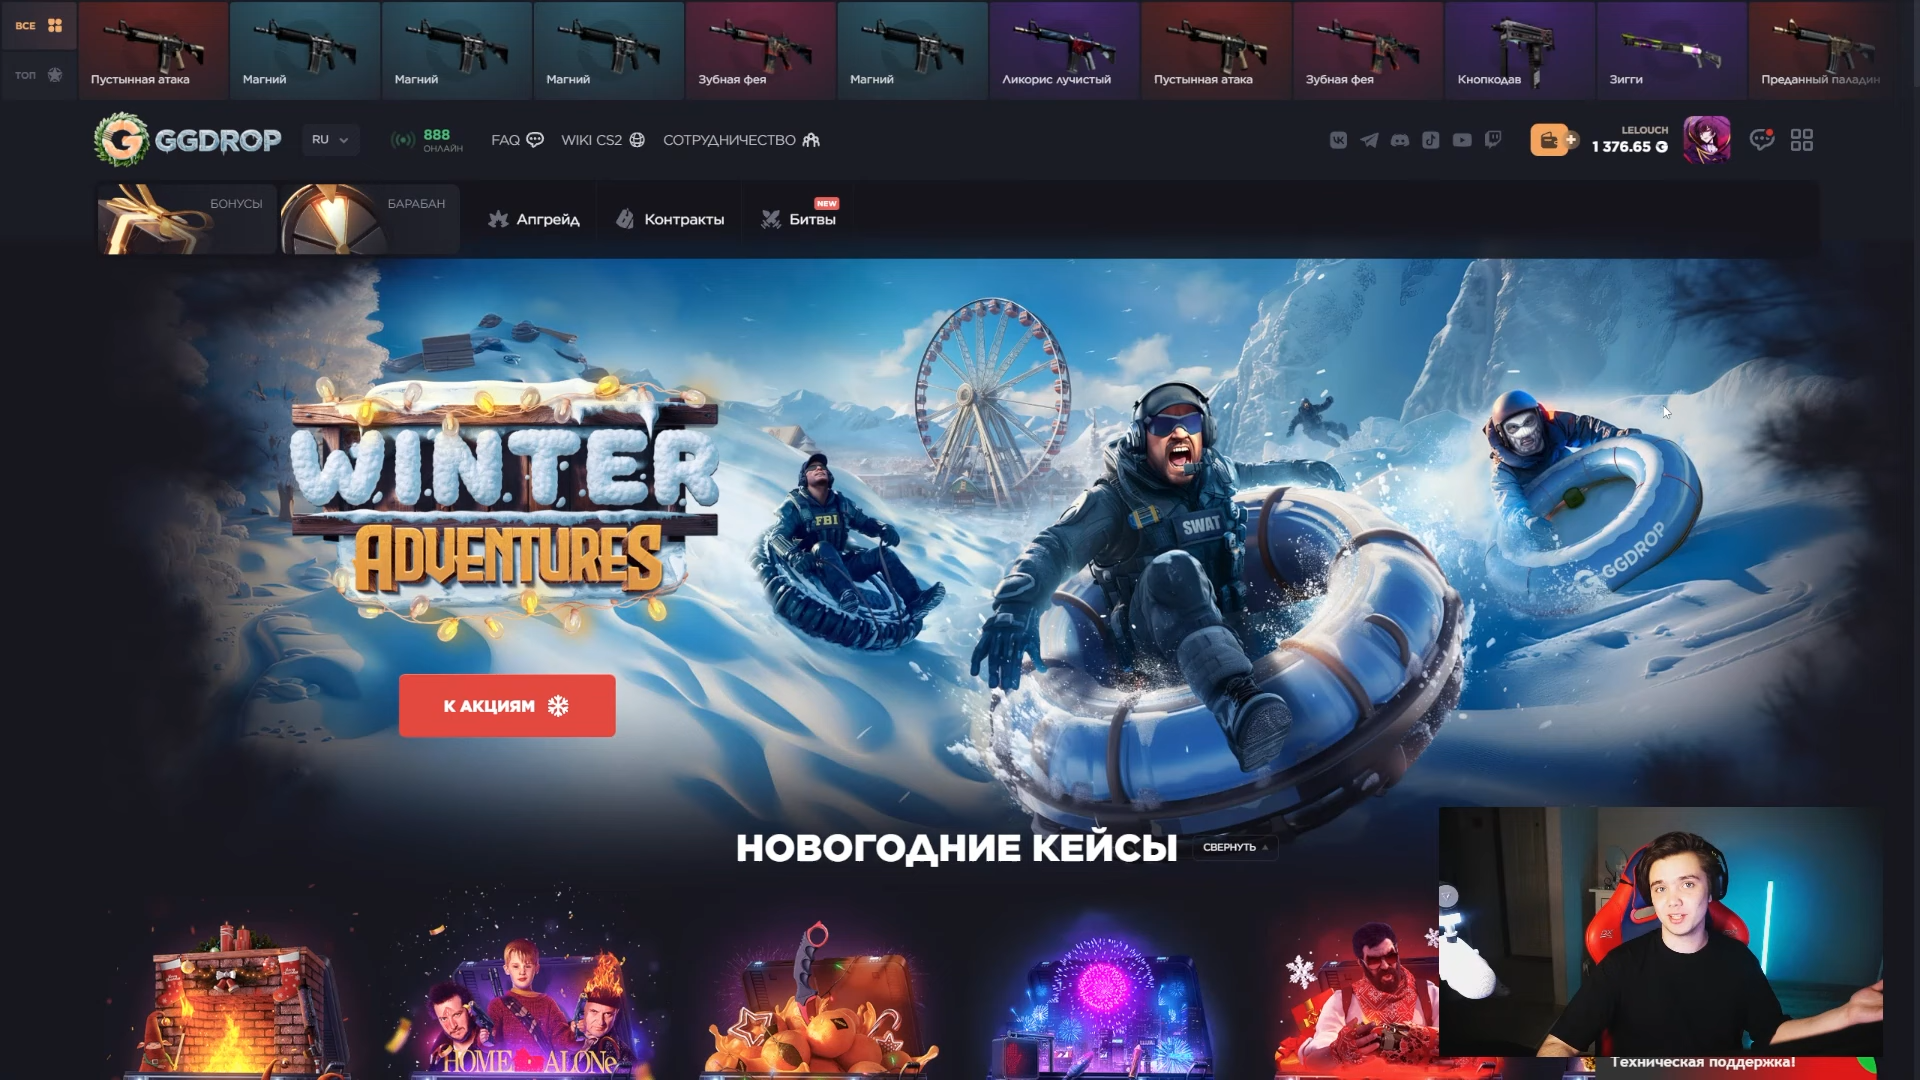 ВСЕ
ТОП
Пустынная атака
Магний
Магний
Магний
Зубная фея
Магний
Ликорис лучистый
Пустынная атака
Зубная фея
Кнопкодав
Зигги
Преданный паладин
GGDROP
RU
888
ОНЛАЙН
FAQ
WIKI CS2
СОТРУДНИЧЕСТВО
LELOUCH
1 376.65 G
БОНУСЫ
БАРАБАН
Апгрейд
Контракты
NEW
Битвы
WINTER
ADVENTURES
FBI
SWAT
GGDROP
К АКЦИЯМ
НОВОГОДНИЕ КЕЙСЫ
СВЕРНУТЬ
HOME ALONe
Техническая поддержка!